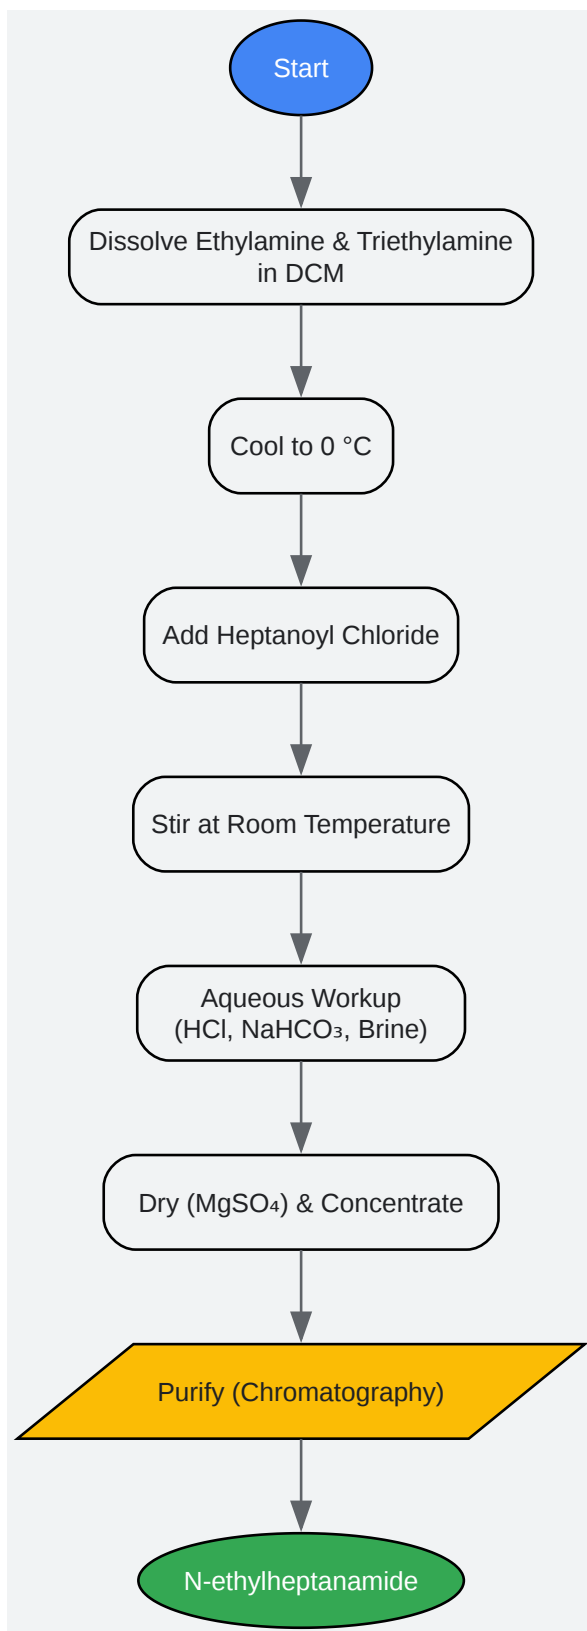 Start
Dissolve Ethylamine & Triethylamine
in DCM
Cool to 0 °C
Add Heptanoyl Chloride
Stir at Room Temperature
Aqueous Workup
(HCl, NaHCO₃, Brine)
Dry (MgSO₄) & Concentrate
Purify (Chromatography)
N-ethylheptanamide